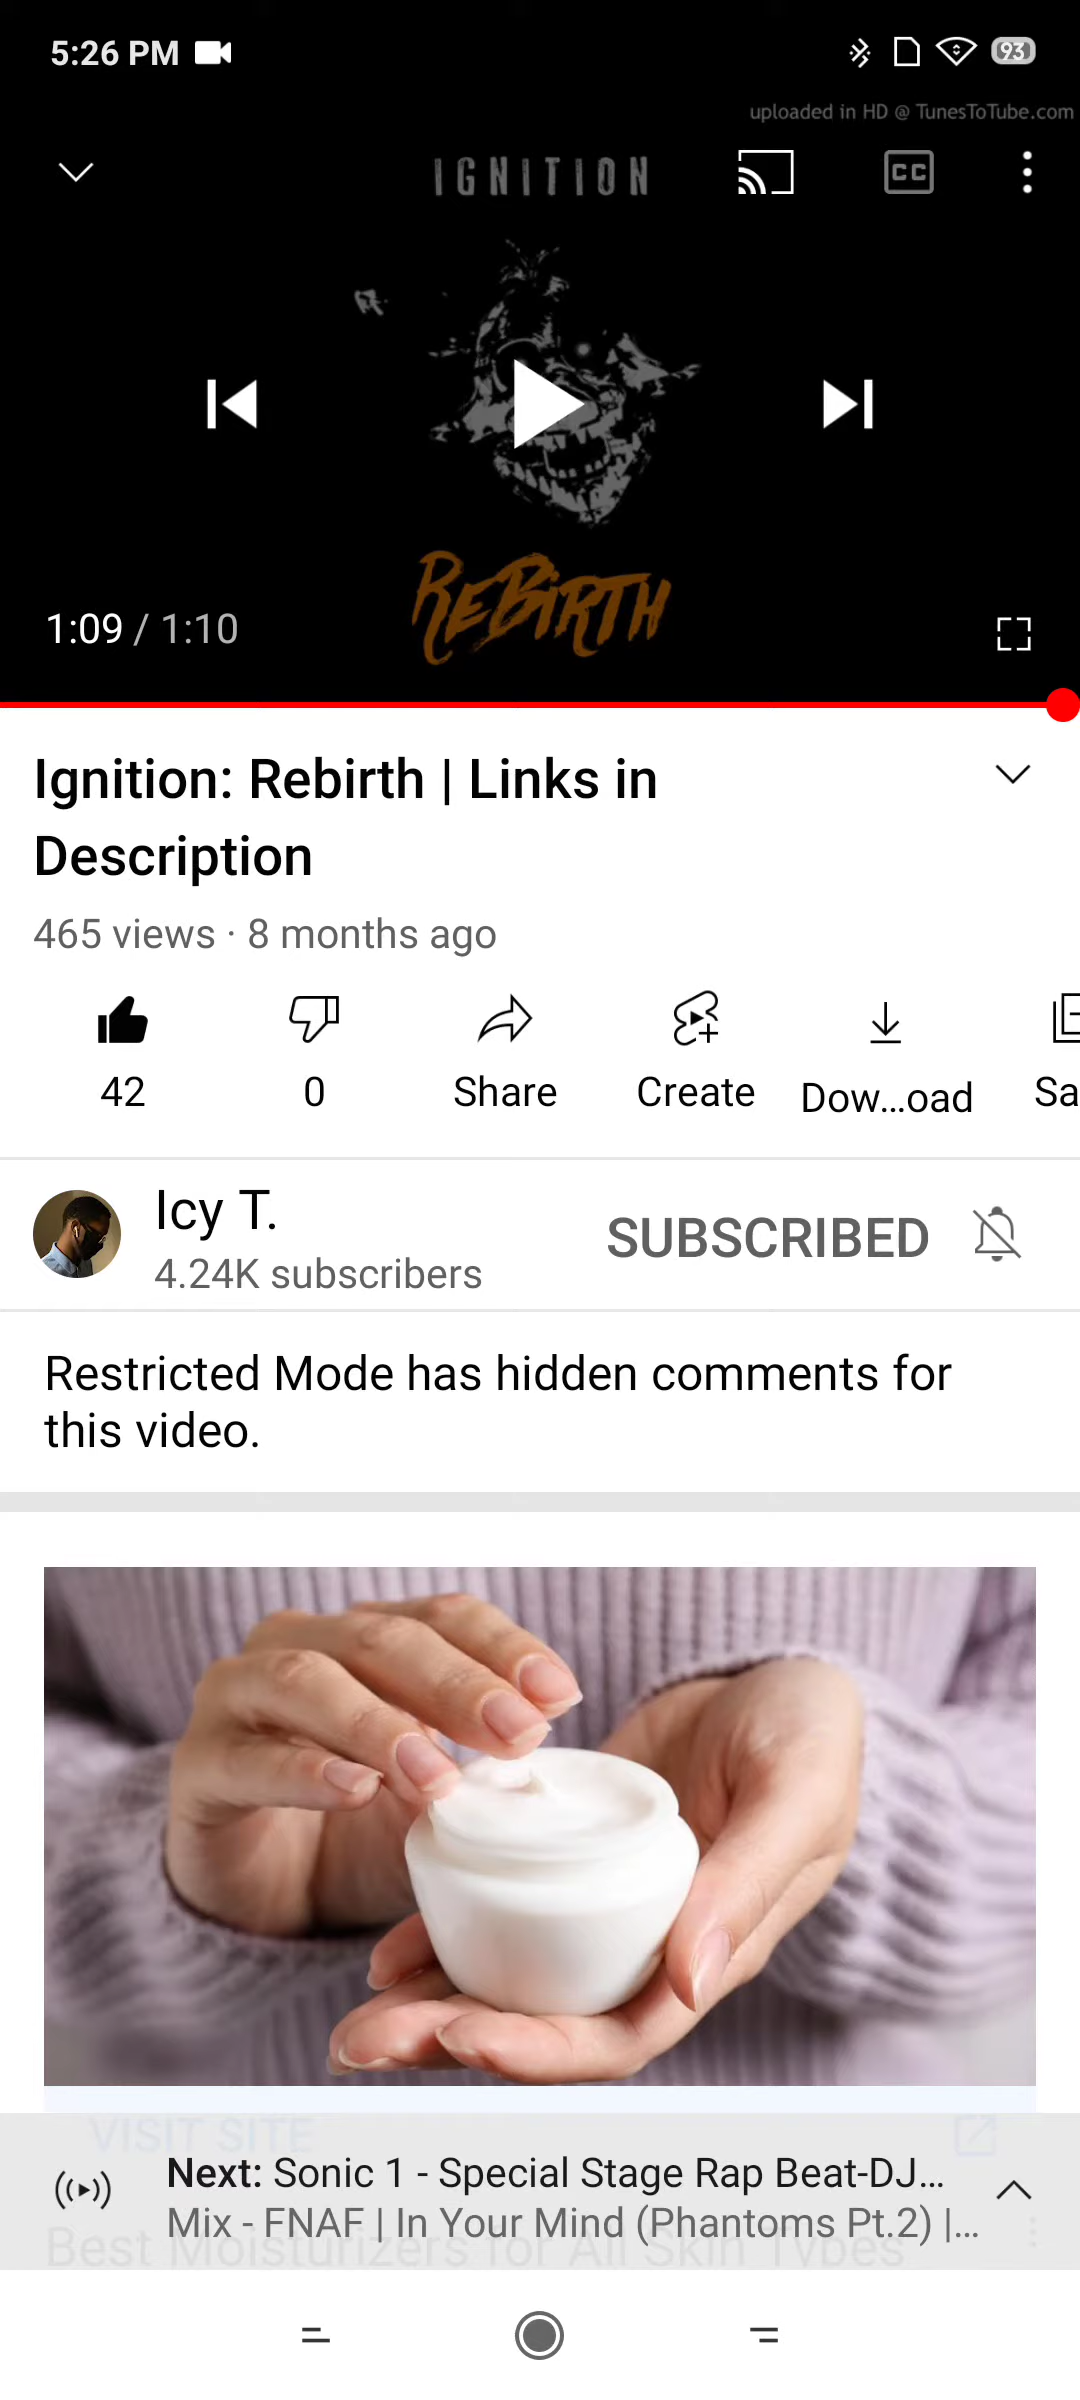 5:26 PM
93
uploaded in HD @ TunesToTube.com
IGNITION
CC
REBIRTH
1:09 / 1:10
Ignition: Rebirth | Links in
Description
465 views · 8 months ago
42
0
Share
Create
Dow...oad
Sa
Icy T.
4.24K subscribers
SUBSCRIBED
Restricted Mode has hidden comments for
this video.
VISIT SITE
Next: Sonic 1 - Special Stage Rap Beat-DJ...
Mix - FNAF | In Your Mind (Phantoms Pt.2) |...
Best Moisturizers for All Skin Types